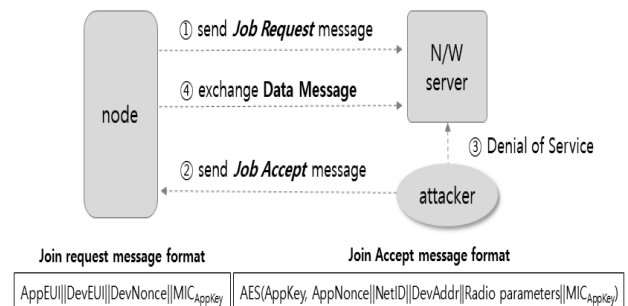 ① send Job Request message
N/W
server
④ exchange Data Message
node
③ Denial of Service
② send Job Accept message
attacker
Join request message format
AppEUI||DevEUI||DevNonce||MICAppKey
Join Accept message format
AES(AppKey, AppNonce||NetID||DevAddr||Radio parameters||MICAppKey)